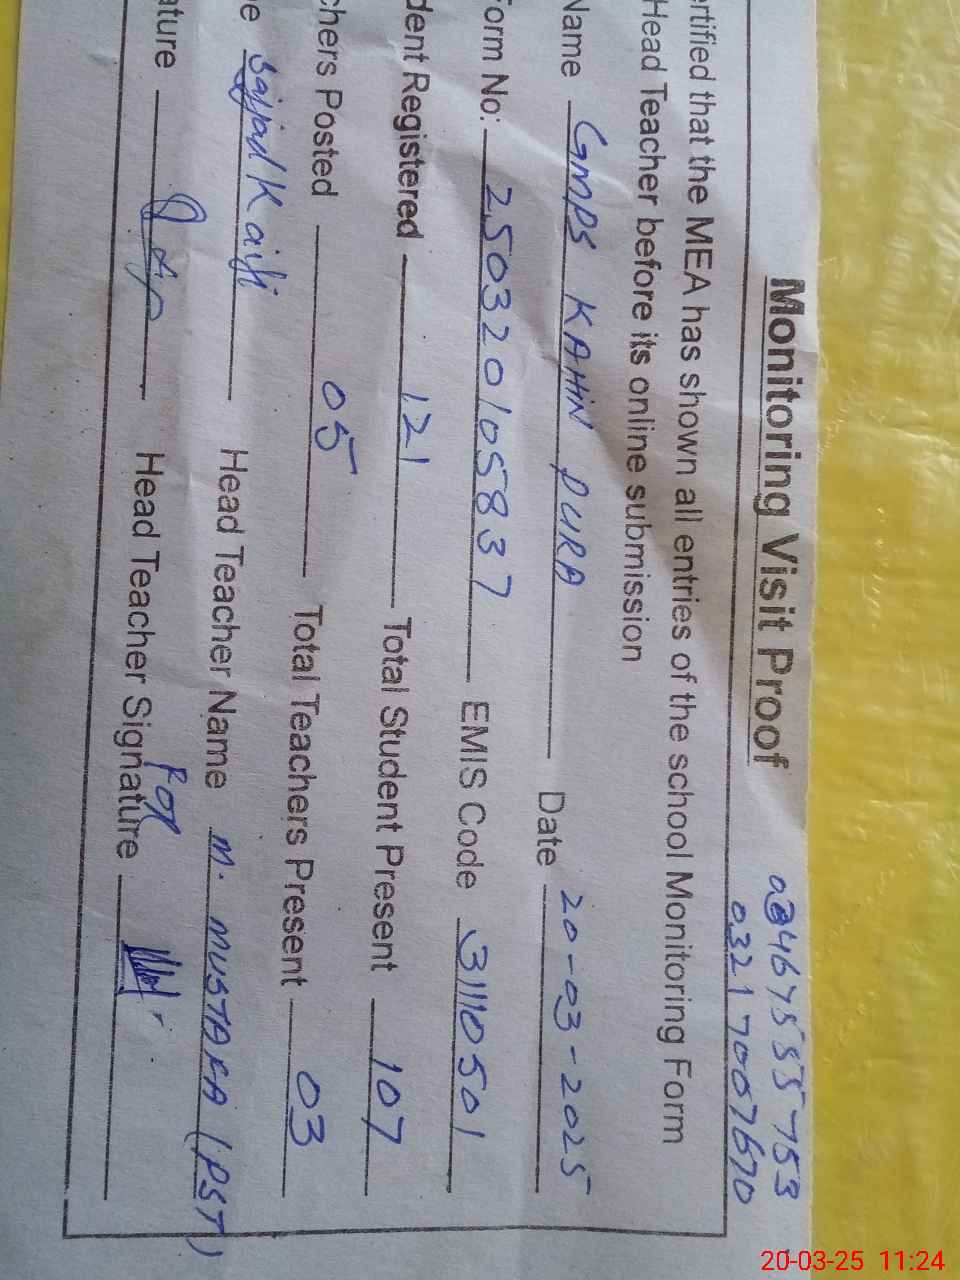 Monitoring Visit Proof
03467555753
03217007670
ertified that the MEA has shown all entries of the school Monitoring Form
Head Teacher before its online submission
Name GMPS KAHN PURA Date 20-03-2025
Form No: 250320105837 EMIS Code 31110501
dent Registered 121 Total Student Present 107
chers Posted 05 Total Teachers Present 03
e Sajjad Kaifi Head Teacher Name M. MUSTAFA (PST)
ature Head Teacher Signature FOR
20-03-25 11:24